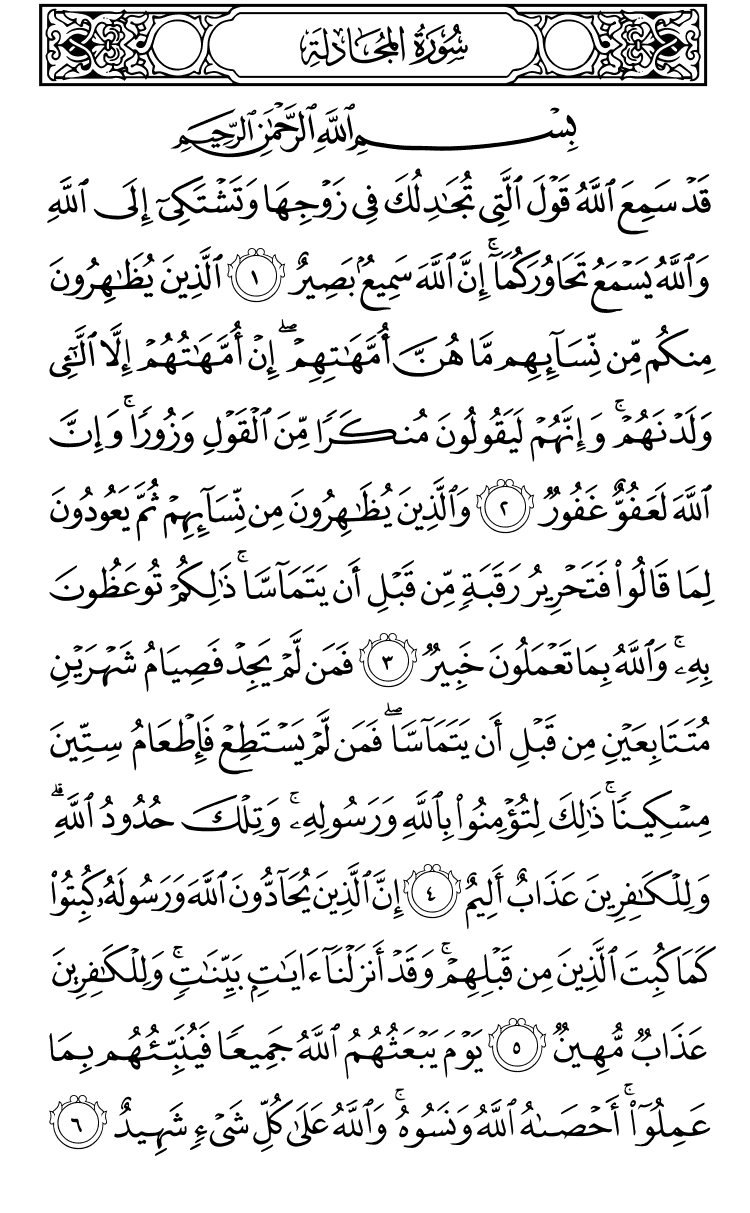 سُورَةُ المُجَادلَةِ
بِسْمِ ٱللَّهِ ٱلرَّحْمَٰنِ ٱلرَّحِيمِ
قَدْ سَمِعَ ٱللَّهُ قَوْلَ ٱلَّتِي تُجَٰدِلُكَ فِي زَوْجِهَا وَتَشْتَكِيٓ إِلَى ٱللَّهِ
وَٱللَّهُ يَسْمَعُ تَحَاوُرَكُمَآۚ إِنَّ ٱللَّهَ سَمِيعُۢ بَصِيرٌ ١ ٱلَّذِينَ يُظَٰهِرُونَ
مِنكُم مِّن نِّسَآئِهِم مَّا هُنَّ أُمَّهَٰتِهِمْۖ إِنْ أُمَّهَٰتُهُمْ إِلَّا ٱلَّٰٓـِٔي
وَلَدْنَهُمْۚ وَإِنَّهُمْ لَيَقُولُونَ مُنكَرًا مِّنَ ٱلْقَوْلِ وَزُورًاۚ وَإِنَّ
ٱللَّهَ لَعَفُوٌّ غَفُورٌ ٢ وَٱلَّذِينَ يُظَٰهِرُونَ مِن نِّسَآئِهِمْ ثُمَّ يَعُودُونَ
لِمَا قَالُوا۟ فَتَحْرِيرُ رَقَبَةٍ مِّن قَبْلِ أَن يَتَمَآسَّاۚ ذَٰلِكُمْ تُوعَظُونَ
بِهِۦۚ وَٱللَّهُ بِمَا تَعْمَلُونَ خَبِيرٌ ٣ فَمَن لَّمْ يَجِدْ فَصِيَامُ شَهْرَيْنِ
مُتَتَابِعَيْنِ مِن قَبْلِ أَن يَتَمَآسَّاۖ فَمَن لَّمْ يَسْتَطِعْ فَإِطْعَامُ سِتِّينَ
مِسْكِينًاۚ ذَٰلِكَ لِتُؤْمِنُوا۟ بِٱللَّهِ وَرَسُولِهِۦۚ وَتِلْكَ حُدُودُ ٱللَّهِۗ
وَلِلْكَٰفِرِينَ عَذَابٌ أَلِيمٌ ٤ إِنَّ ٱلَّذِينَ يُحَآدُّونَ ٱللَّهَ وَرَسُولَهُۥ كُبِتُوا۟
كَمَا كُبِتَ ٱلَّذِينَ مِن قَبْلِهِمْۚ وَقَدْ أَنزَلْنَآ ءَايَٰتٍۭ بَيِّنَٰتٍۚ وَلِلْكَٰفِرِينَ
عَذَابٌ مُّهِينٌ ٥ يَوْمَ يَبْعَثُهُمُ ٱللَّهُ جَمِيعًا فَيُنَبِّئُهُم بِمَا
عَمِلُوٓا۟ۚ أَحْصَىٰهُ ٱللَّهُ وَنَسُوهُۚ وَٱللَّهُ عَلَىٰ كُلِّ شَيْءٍ شَهِيدٌ ٦